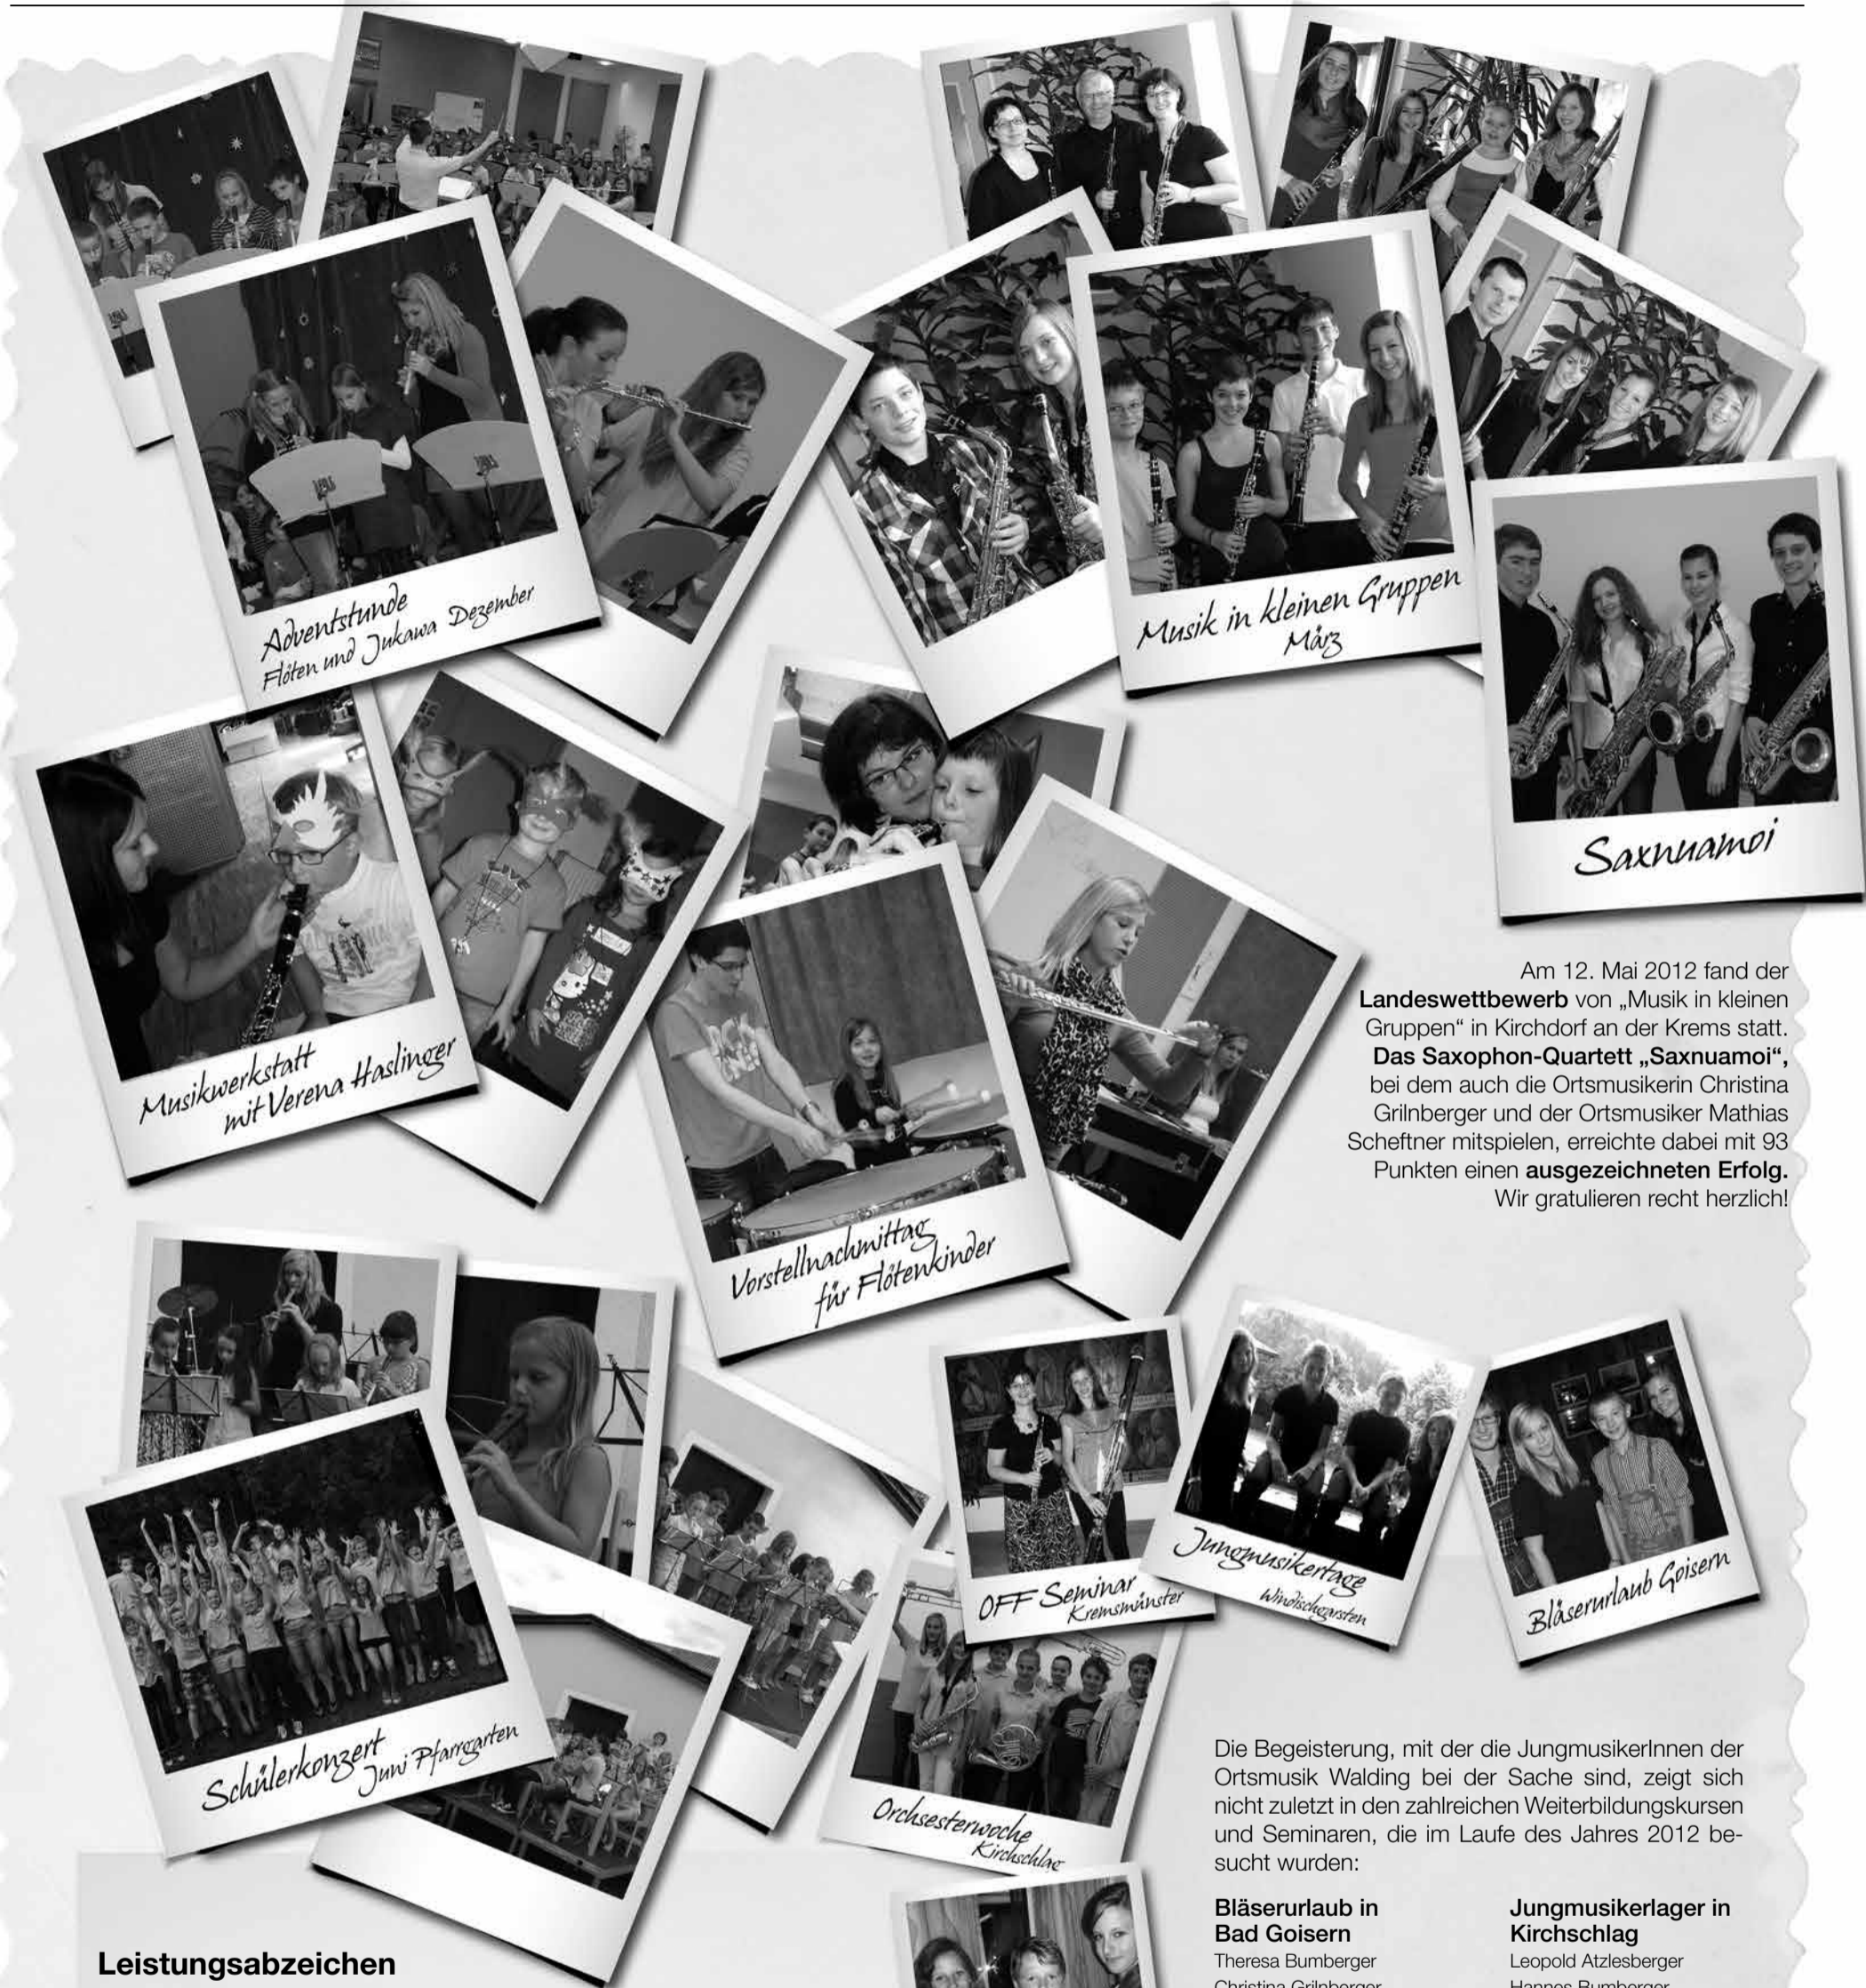 Adventstunde
Flöten und Jukawa Dezember
Musik in kleinen Gruppen
März
Saxnuamoi
Musikwerkstatt
mit Verena Haslinger
Vorstellnachmittag
für Flötenkinder
Am 12. Mai 2012 fand der
Landeswettbewerb von „Musik in kleinen
Gruppen“ in Kirchdorf an der Krems statt.
Das Saxophon-Quartett „Saxnuamoi“,
bei dem auch die Ortsmusikerin Christina
Grilnberger und der Ortsmusiker Mathias
Scheftner mitspielen, erreichte dabei mit 93
Punkten einen ausgezeichneten Erfolg.
Wir gratulieren recht herzlich!
OFF Seminar
Kremsmünster
Jungmusikertage
Windischgarsten
Bläserurlaub Goisern
Schülerkonzert
Juni Pfarrgarten
Orchsesterwoche
Kirchschlag
Die Begeisterung, mit der die JungmusikerInnen der
Ortsmusik Walding bei der Sache sind, zeigt sich
nicht zuletzt in den zahlreichen Weiterbildungskursen
und Seminaren, die im Laufe des Jahres 2012 be-
sucht wurden:
Bläserurlaub in
Bad Goisern
Theresa Bumberger
Christina Grilnberger
Jungmusikerlager in
Kirchschlag
Leopold Atzlesberger
Hannes Bumberger
Leistungsabzeichen